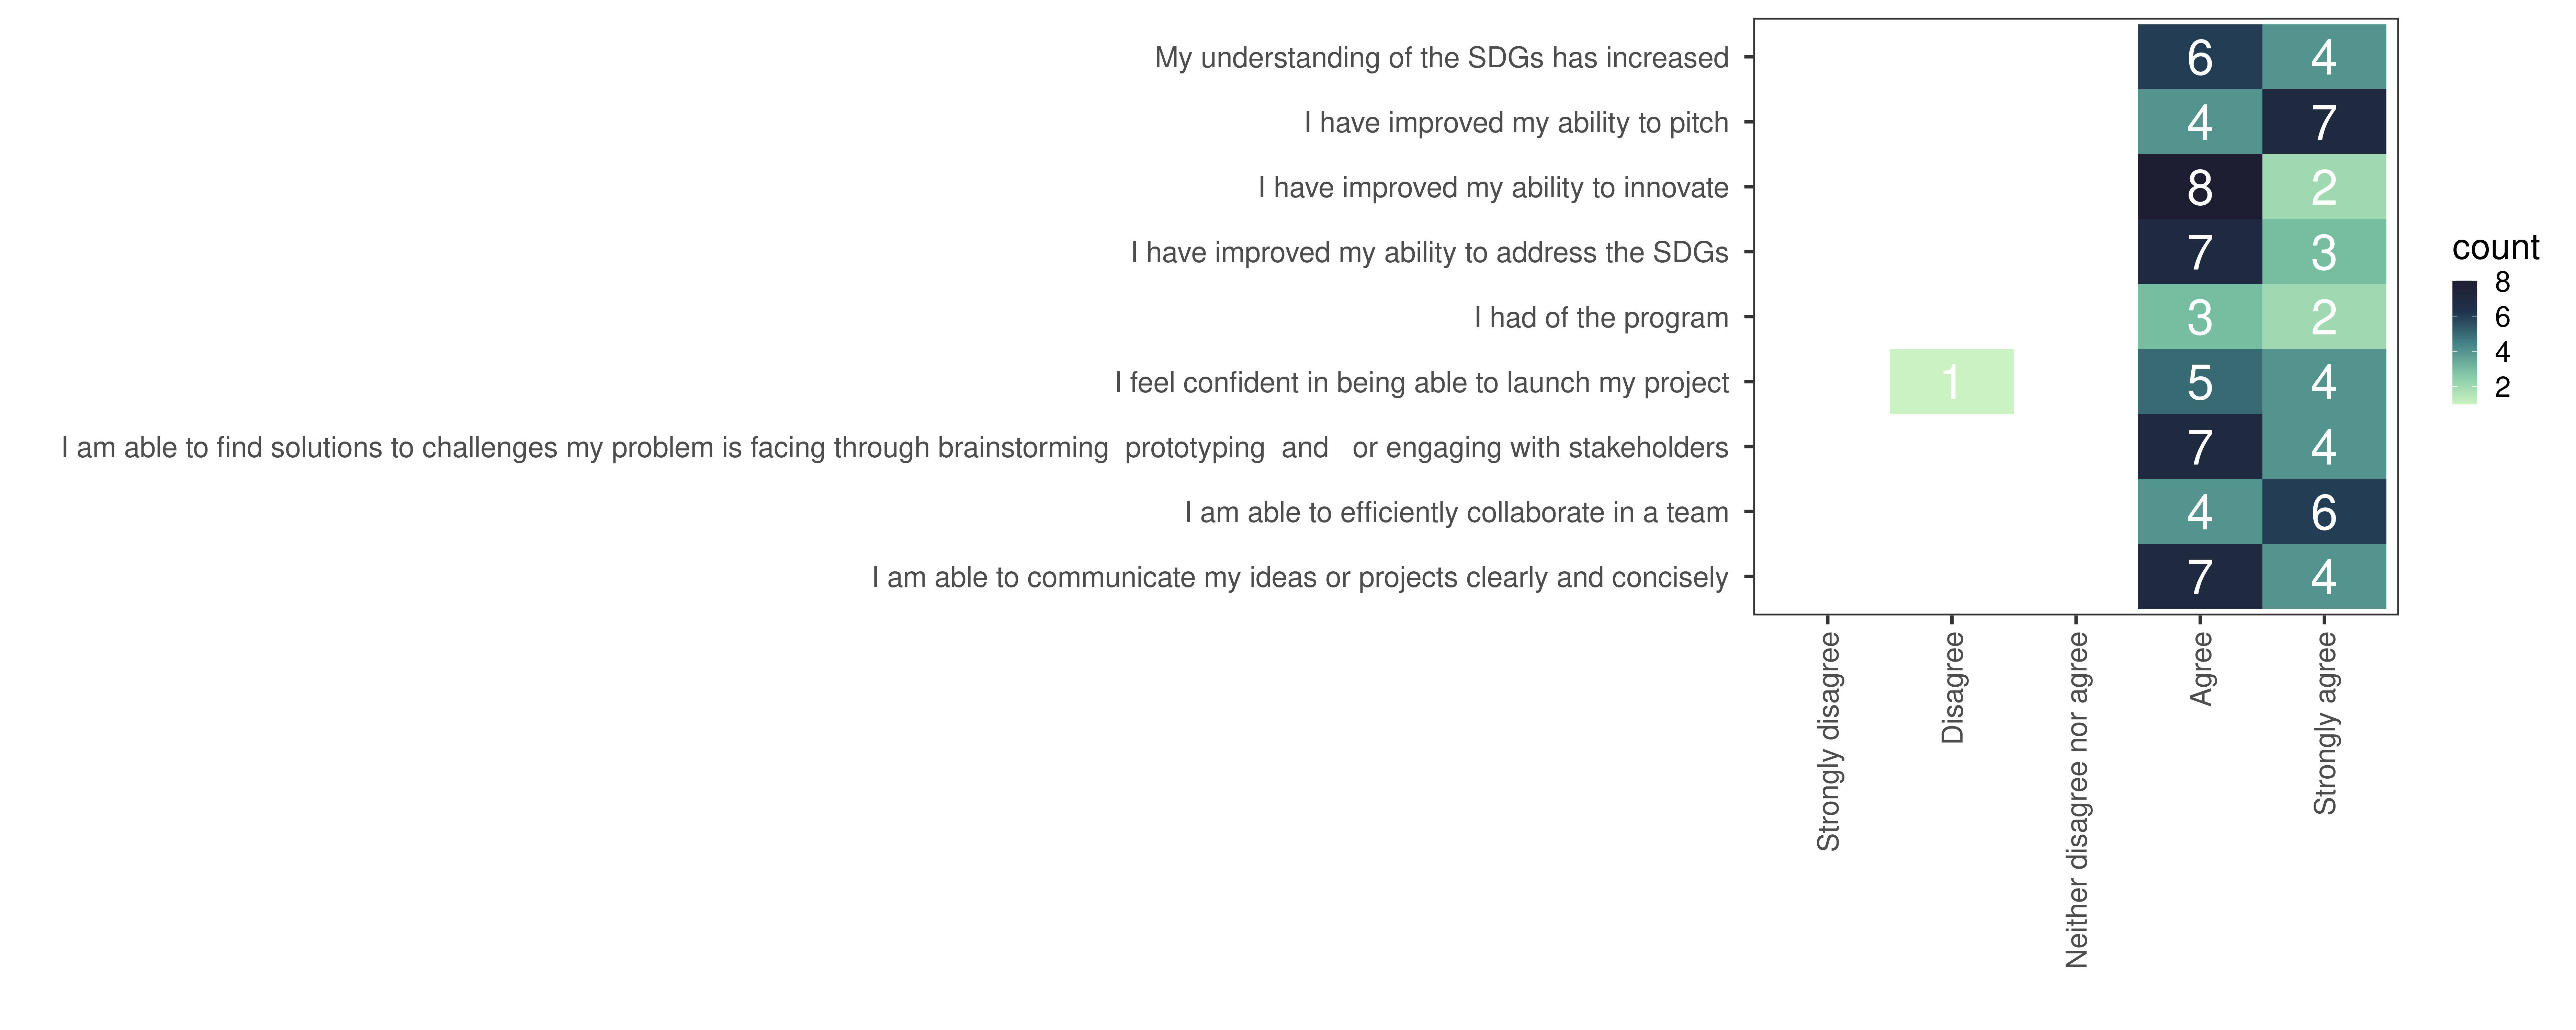 My understanding of the SDGs has increased 6 4
I have improved my ability to pitch 4 7
I have improved my ability to innovate 8 2
I have improved my ability to address the SDGs 7 3
I had of the program 3 2
I feel confident in being able to launch my project 1 5 4
I am able to find solutions to challenges my problem is facing through brainstorming  prototyping  and   or engaging with stakeholders 7 4
I am able to efficiently collaborate in a team 4 6
I am able to communicate my ideas or projects clearly and concisely 7 4
Strongly disagree
Disagree
Neither disagree nor agree
Agree
Strongly agree
count
8
6
4
2